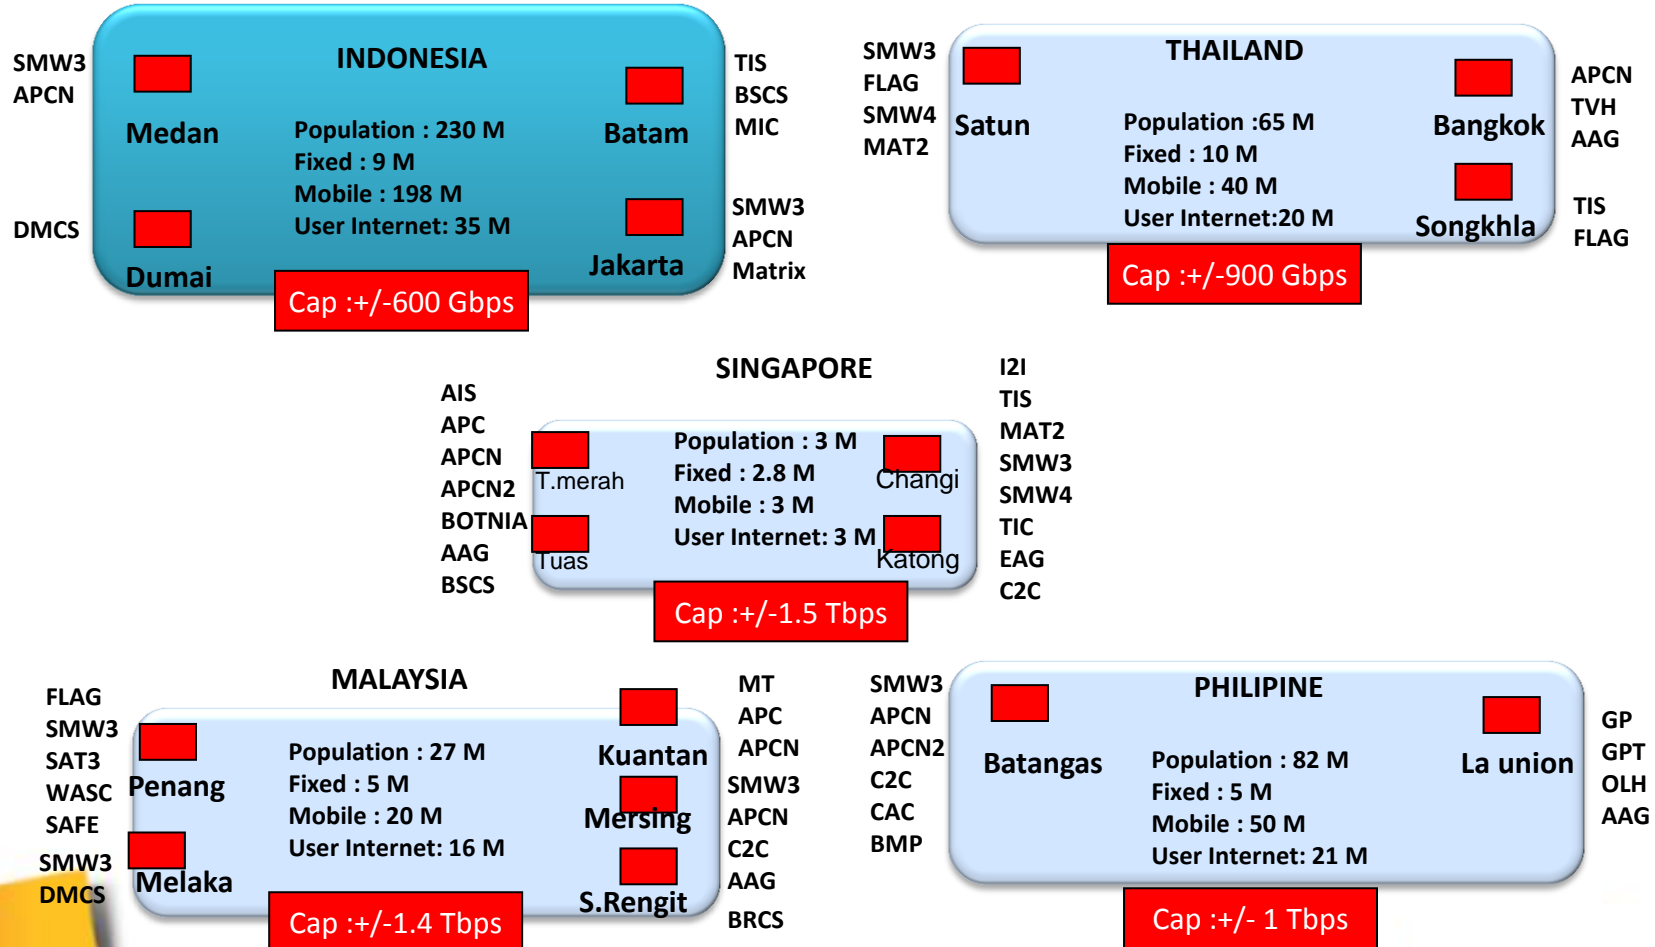 INDONESIA
SMW3
APCN
Medan
DMCS
Dumai
Population : 230 M
Fixed : 9 M
Mobile : 198 M
User Internet: 35 M
Batam
TIS
BSCS
MIC
Jakarta
SMW3
APCN
Matrix
Cap :+/-600 Gbps
THAILAND
SMW3
FLAG
SMW4
MAT2
Satun
Population :65 M
Fixed : 10 M
Mobile : 40 M
User Internet:20 M
Bangkok
APCN
TVH
AAG
Songkhla
TIS
FLAG
Cap :+/-900 Gbps
SINGAPORE
AIS
APC
APCN
APCN2
BOTNIA
AAG
BSCS
T.merah
Tuas
Population : 3 M
Fixed : 2.8 M
Mobile : 3 M
User Internet: 3 M
Changi
Katong
I2I
TIS
MAT2
SMW3
SMW4
TIC
EAG
C2C
Cap :+/-1.5 Tbps
MALAYSIA
FLAG
SMW3
SAT3
WASC
SAFE
Penang
SMW3
DMCS
Melaka
Population : 27 M
Fixed : 5 M
Mobile : 20 M
User Internet: 16 M
Kuantan
Mersing
S.Rengit
MT
APC
APCN
SMW3
APCN
C2C
AAG
BRCS
Cap :+/-1.4 Tbps
PHILIPINE
SMW3
APCN
APCN2
C2C
CAC
BMP
Batangas
Population : 82 M
Fixed : 5 M
Mobile : 50 M
User Internet: 21 M
La union
GP
GPT
OLH
AAG
Cap :+/- 1 Tbps